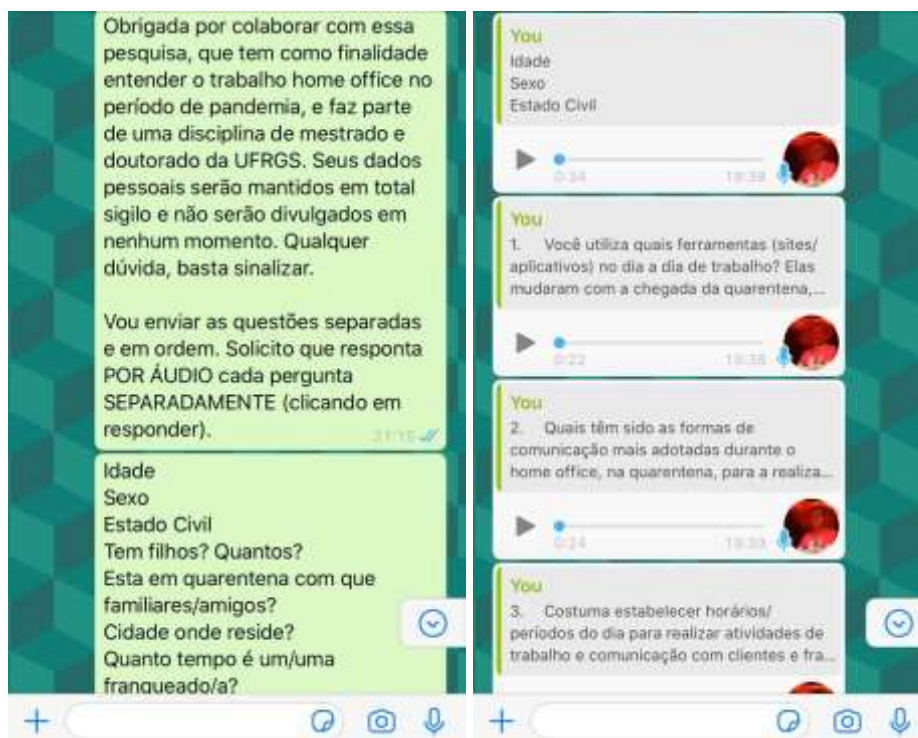 Obrigada por colaborar com essa
pesquisa, que tem como finalidade
entender o trabalho home office no
período de pandemia, e faz parte
de uma disciplina de mestrado e
doutorado da UFRGS. Seus dados
pessoais serão mantidos em total
sigilo e não serão divulgados em
nenhum momento. Qualquer
dúvida, basta sinalizar.
Vou enviar as questões separadas
e em ordem. Solicito que responta
POR ÁUDIO cada pergunta
SEPARADAMENTE (clicando em
responder).
21:15
Idade
Sexo
Estado Civil
Tem filhos? Quantos?
Esta em quarentena com que
familiares/amigos?
Cidade onde reside?
Quanto tempo é um/uma
franqueado/a?
You
Idade
Sexo
Estado Civil
0:34
You
1. Você utiliza quais ferramentas (sites/
aplicativos) no dia a dia de trabalho? Elas
mudaram com a chegada da quarentena,...
0:22
You
2. Quais têm sido as formas de
comunicação mais adotadas durante o
home office, na quarentena, para a realiza...
0:24
You
3. Costuma estabelecer horários/
períodos do dia para realizar atividades de
trabalho e comunicação com clientes e fra...